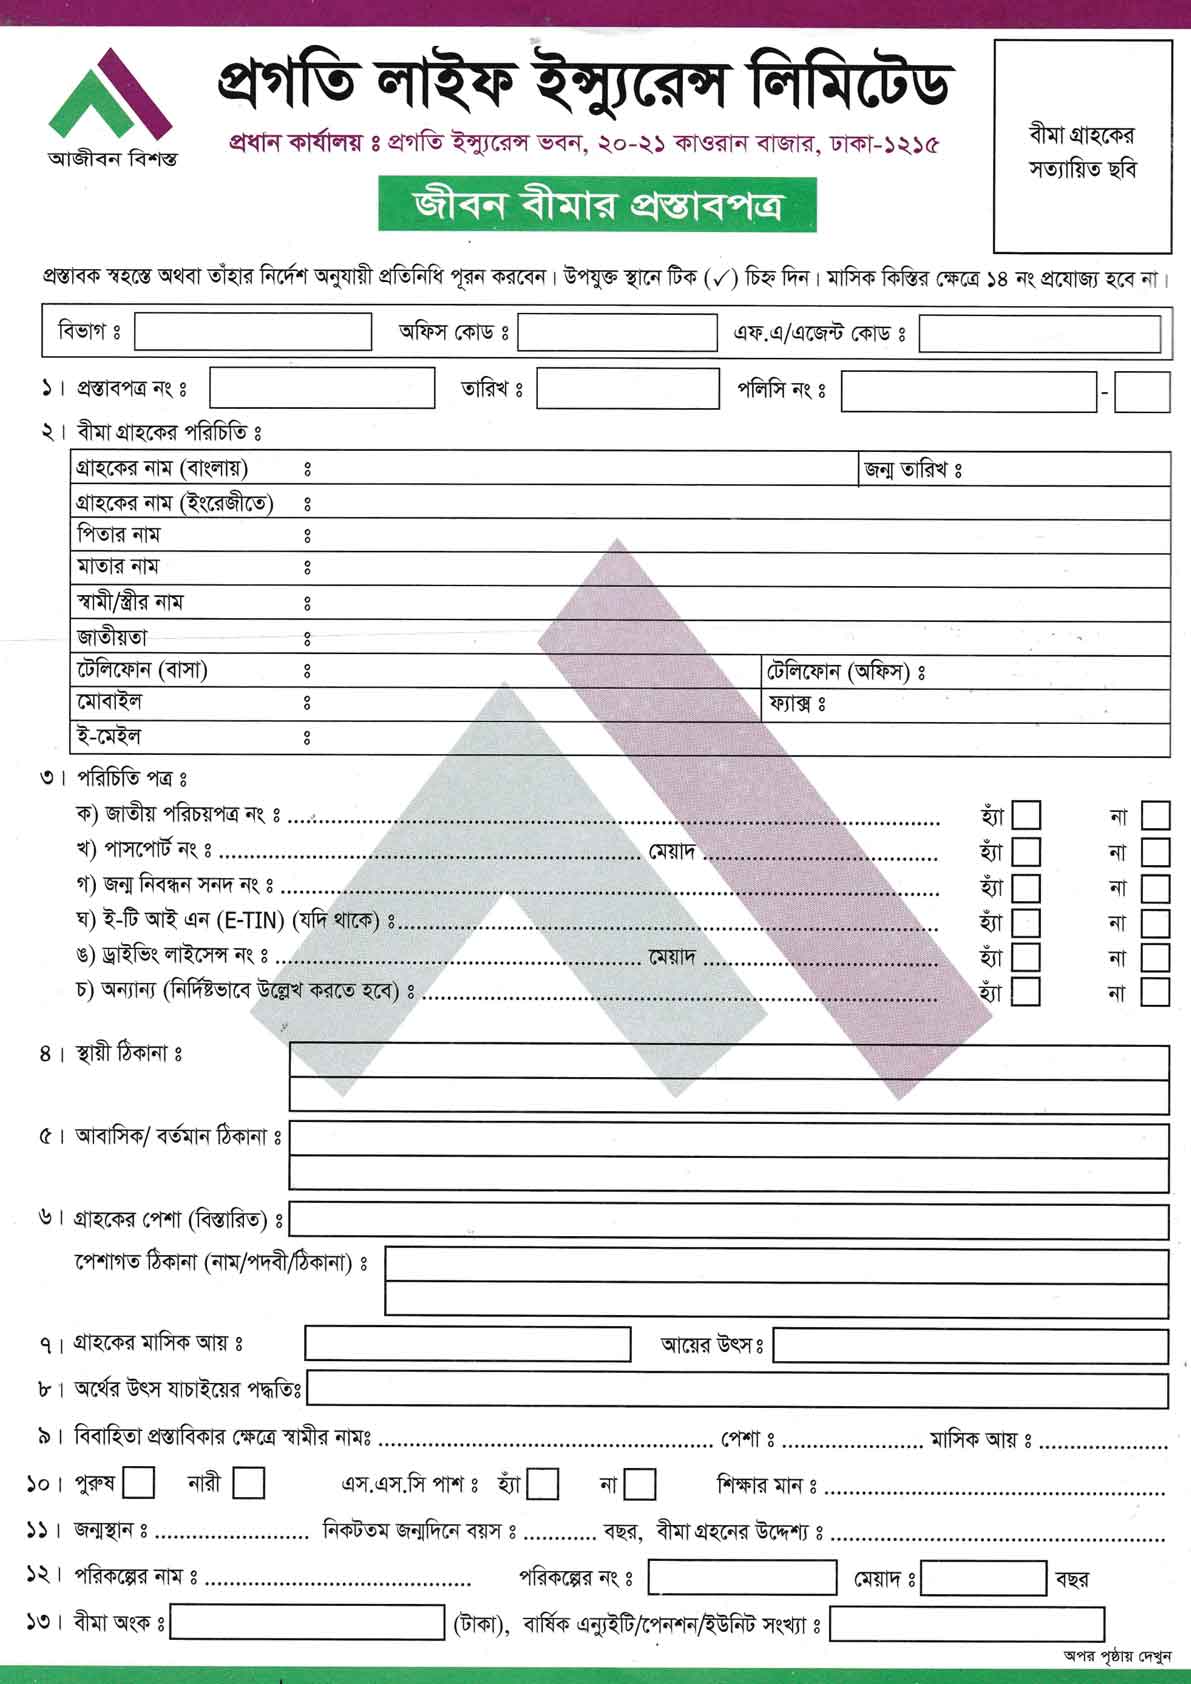 প্রগতি লাইফ ইন্স্যুরেন্স লিমিটেড
আজীবন বিশ্বস্ত
প্রধান কার্যালয় ঃ প্রগতি ইন্স্যুরেন্স ভবন, ২০-২১ কাওরান বাজার, ঢাকা-১২১৫
বীমা গ্রাহকের
সত্যায়িত ছবি
জীবন বীমার প্রস্তাবপত্র
প্রস্তাবক স্বহস্তে অথবা তাঁহার নির্দেশ অনুযায়ী প্রতিনিধি পূরন করবেন। উপযুক্ত স্থানে টিক (✓) চিহ্ন দিন। মাসিক কিস্তির ক্ষেত্রে ১৪ নং প্রযোজ্য হবে না।
বিভাগ ঃ অফিস কোড ঃ এফ.এ/এজেন্ট কোড ঃ
১। প্রস্তাবপত্র নং ঃ তারিখ ঃ পলিসি নং ঃ -
২। বীমা গ্রাহকের পরিচিতি ঃ
গ্রাহকের নাম (বাংলায়) ঃ জন্ম তারিখ ঃ
গ্রাহকের নাম (ইংরেজীতে) ঃ
পিতার নাম ঃ
মাতার নাম ঃ
স্বামী/স্ত্রীর নাম ঃ
জাতীয়তা ঃ
টেলিফোন (বাসা) ঃ টেলিফোন (অফিস) ঃ
মোবাইল ঃ ফ্যাক্স ঃ
ই-মেইল ঃ
৩। পরিচিতি পত্র ঃ
ক) জাতীয় পরিচয়পত্র নং ঃ .......... হ্যাঁ না
খ) পাসপোর্ট নং ঃ .......... মেয়াদ .......... হ্যাঁ না
গ) জন্ম নিবন্ধন সনদ নং ঃ .......... হ্যাঁ না
ঘ) ই-টি আই এন (E-TIN) (যদি থাকে) ঃ .......... হ্যাঁ না
ঙ) ড্রাইভিং লাইসেন্স নং ঃ .......... মেয়াদ .......... হ্যাঁ না
চ) অন্যান্য (নির্দিষ্টভাবে উল্লেখ করতে হবে) ঃ .......... হ্যাঁ না
৪। স্থায়ী ঠিকানা ঃ
৫। আবাসিক/ বর্তমান ঠিকানা ঃ
৬। গ্রাহকের পেশা (বিস্তারিত) ঃ
পেশাগত ঠিকানা (নাম/পদবী/ঠিকানা) ঃ
৭। গ্রাহকের মাসিক আয় ঃ আয়ের উৎস ঃ
৮। অর্থের উৎস যাচাইয়ের পদ্ধতিঃ
৯। বিবাহিতা প্রস্তাবিকার ক্ষেত্রে স্বামীর নামঃ .......... পেশা ঃ .......... মাসিক আয় ঃ ..........
১০। পুরুষ নারী এস.এস.সি পাশ ঃ হ্যাঁ না শিক্ষার মান ঃ ..........
১১। জন্মস্থান ঃ .......... নিকটতম জন্মদিনে বয়স ঃ .......... বছর, বীমা গ্রহনের উদ্দেশ্য ঃ ..........
১২। পরিকল্পের নাম ঃ .......... পরিকল্পের নং ঃ মেয়াদ ঃ বছর
১৩। বীমা অংক ঃ (টাকা), বার্ষিক এন্যুইটি/পেনশন/ইউনিট সংখ্যা ঃ
অপর পৃষ্ঠায় দেখুন